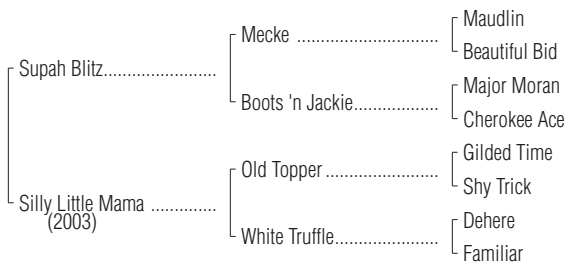 Maudlin
Mecke ..................................
Beautiful Bid
Supah Blitz.......................
Major Moran
Boots 'n Jackie....................
Cherokee Ace
Gilded Time
Old Topper ...........................
Shy Trick
Silly Little Mama ..............
(2003)
Dehere
White Truffle.........................
Familiar